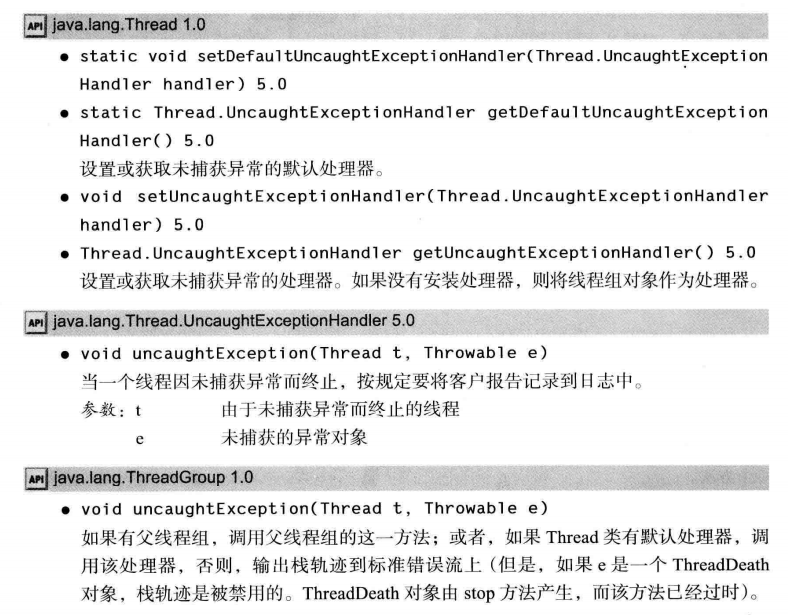 API java.lang.Thread 1.0
● static void setDefaultUncaughtExceptionHandler(Thread.UncaughtException
Handler handler) 5.0
● static Thread.UncaughtExceptionHandler getDefaultUncaughtException
Handler() 5.0
设置或获取未捕获异常的默认处理器。
● void setUncaughtExceptionHandler(Thread.UncaughtExceptionHandler
handler) 5.0
● Thread.UncaughtExceptionHandler getUncaughtExceptionHandler() 5.0
设置或获取未捕获异常的处理器。如果没有安装处理器，则将线程组对象作为处理器。
API java.lang.Thread.UncaughtExceptionHandler 5.0
● void uncaughtException(Thread t, Throwable e)
当一个线程因未捕获异常而终止，按规定要将客户报告记录到日志中。
参数：t 由于未捕获异常而终止的线程
e 未捕获的异常对象
API java.lang.ThreadGroup 1.0
● void uncaughtException(Thread t, Throwable e)
如果有父线程组，调用父线程组的这一方法；或者，如果 Thread 类有默认处理器，调
用该处理器，否则，输出栈轨迹到标准错误流上（但是，如果 e 是一个 ThreadDeath
对象，栈轨迹是被禁用的。ThreadDeath 对象由 stop 方法产生，而该方法已经过时）。